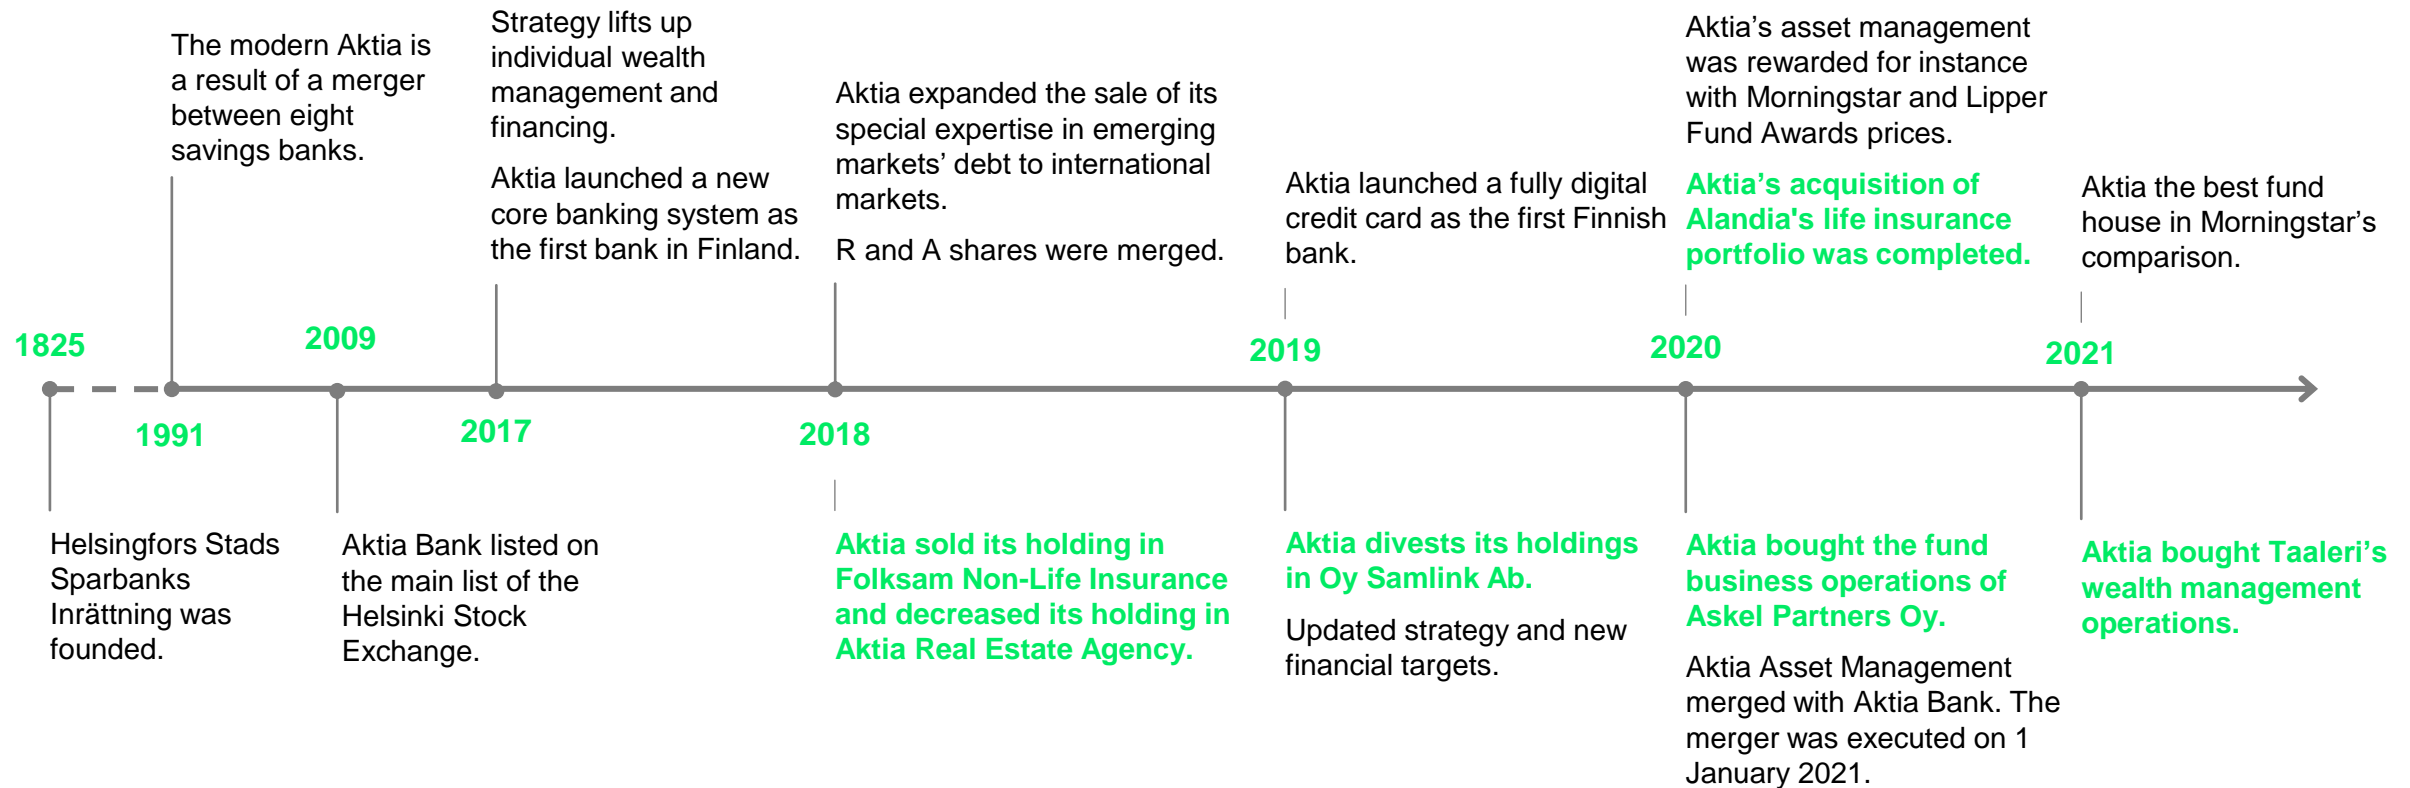 The modern Aktia is
a result of a merger
between eight
savings banks.
Strategy lifts up
individual wealth
management and
financing.
Aktia launched a new
core banking system as
the first bank in Finland.
Aktia expanded the sale of its
special expertise in emerging
markets’ debt to international
markets.
R and A shares were merged.
Aktia launched a fully digital
credit card as the first Finnish
bank.
Aktia’s asset management
was rewarded for instance
with Morningstar and Lipper
Fund Awards prices.
Aktia’s acquisition of
Alandia's life insurance
portfolio was completed.
Aktia the best fund
house in Morningstar’s
comparison.
1825
1991
2009
2017
2018
2019
2020
2021
Helsingfors Stads
Sparbanks
Inrättning was
founded.
Aktia Bank listed on
the main list of the
Helsinki Stock
Exchange.
Aktia sold its holding in
Folksam Non-Life Insurance
and decreased its holding in
Aktia Real Estate Agency.
Aktia divests its holdings
in Oy Samlink Ab.
Updated strategy and new
financial targets.
Aktia bought the fund
business operations of
Askel Partners Oy.
Aktia Asset Management
merged with Aktia Bank. The
merger was executed on 1
January 2021.
Aktia bought Taaleri’s
wealth management
operations.